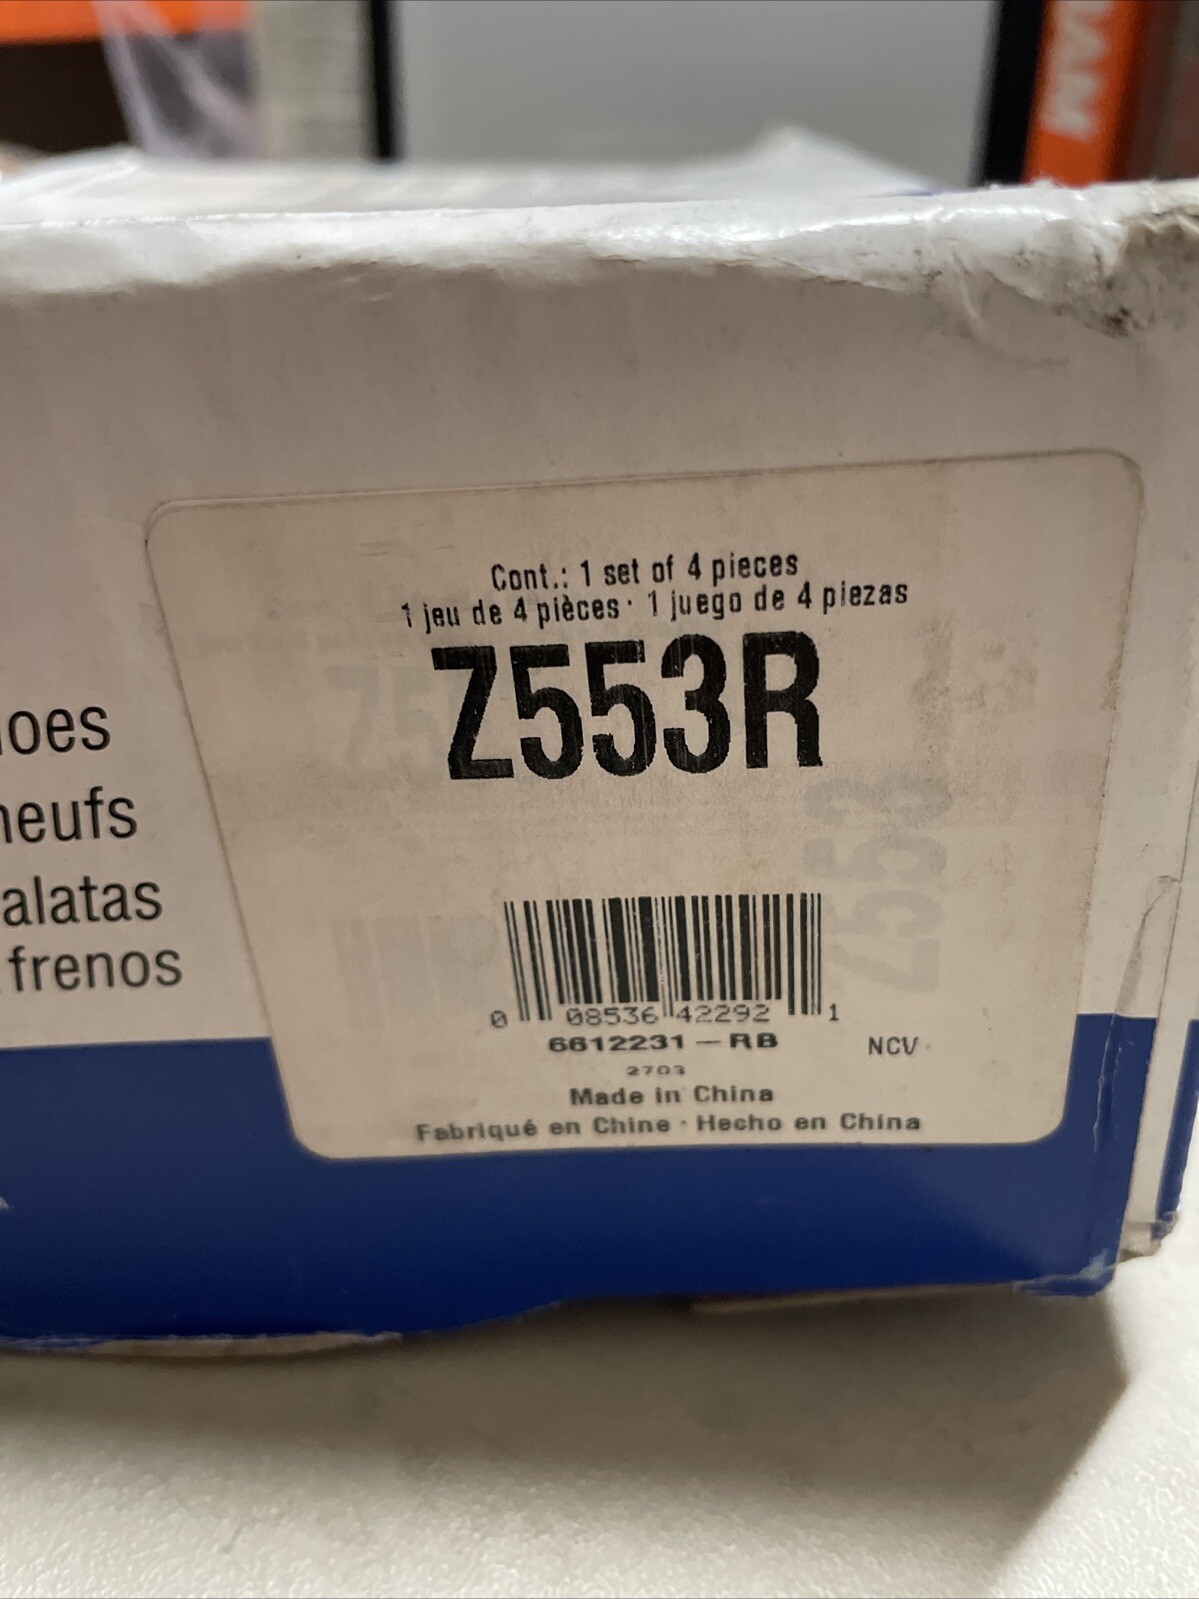 Cont.: 1 set of 4 pieces
1 jeu de 4 pièces · 1 juego de 4 piezas
Z553R
oes
neufs
alatas
frenos
Z553
0 08536 42292 1
6612231-RB NCV
2703
Made in China
Fabriqué en Chine · Hecho en China